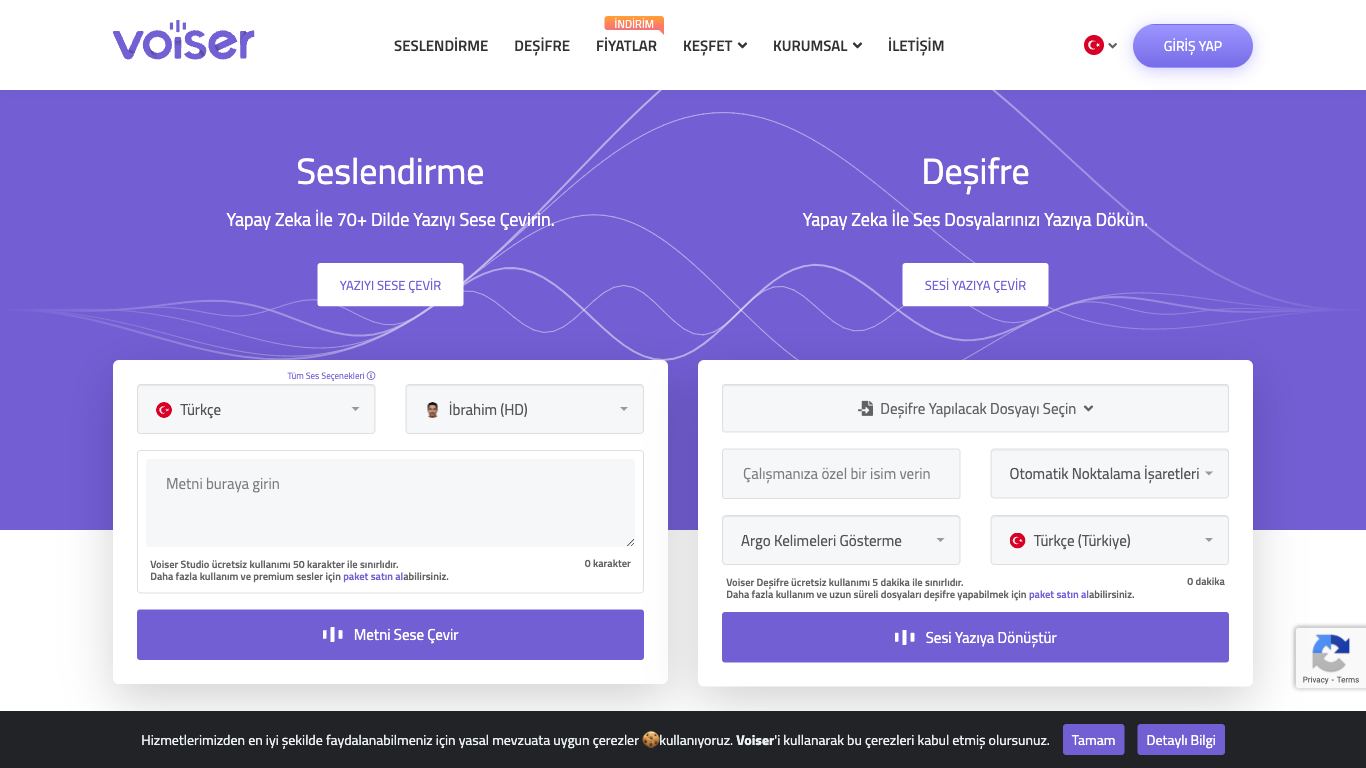 voiser
SESLENDİRME
DEŞİFRE
İNDİRİM
FİYATLAR
KEŞFET
KURUMSAL
İLETİŞİM
GİRİŞ YAP
Seslendirme
Yapay Zeka İle 70+ Dilde Yazıyı Sese Çevirin.
YAZIYI SESE ÇEVİR
Deşifre
Yapay Zeka İle Ses Dosyalarınızı Yazıya Dökün.
SESİ YAZIYA ÇEVİR
Tüm Ses Seçenekleri
Türkçe
İbrahim (HD)
Metni buraya girin
Voiser Studio ücretsiz kullanımı 50 karakter ile sınırlıdır.
0 karakter
Daha fazla kullanım ve premium sesler için paket satın alabilirsiniz.
Metni Sese Çevir
Deşifre Yapılacak Dosyayı Seçin
Çalışmanıza özel bir isim verin
Otomatik Noktalama İşaretleri
Argo Kelimeleri Gösterme
Türkçe (Türkiye)
Voiser Deşifre ücretsiz kullanımı 5 dakika ile sınırlıdır.
0 dakika
Daha fazla kullanım ve uzun süreli dosyaları deşifre yapabilmek için paket satın alabilirsiniz.
Sesi Yazıya Dönüştür
Privacy - Terms
Hizmetlerimizden en iyi şekilde faydalanabilmeniz için yasal mevzuata uygun çerezler 🍪kullanıyoruz. Voiser'i kullanarak bu çerezleri kabul etmiş olursunuz.
Tamam
Detaylı Bilgi